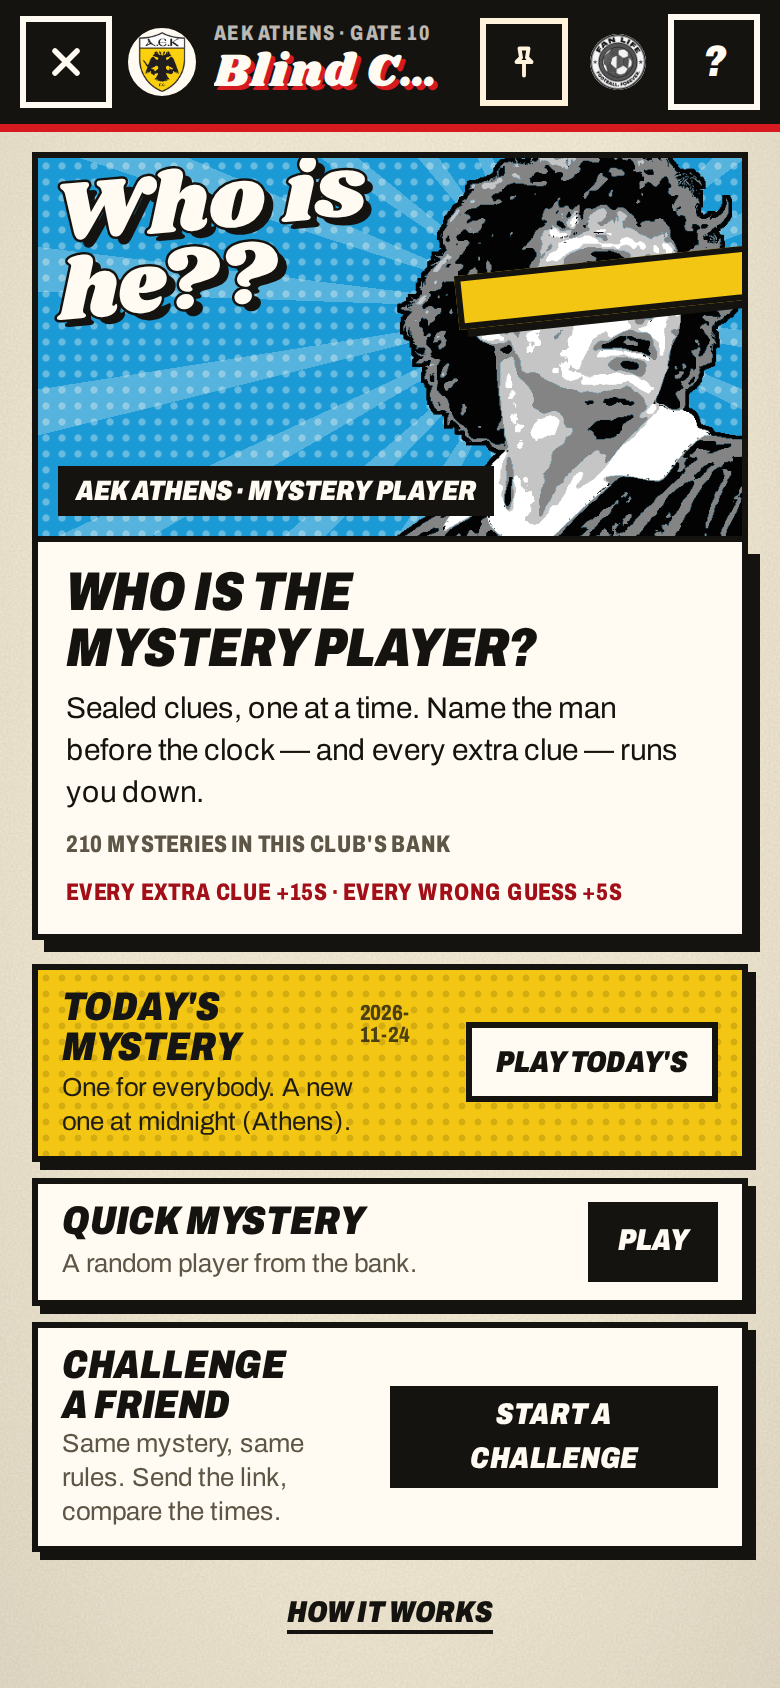 AEK ATHENS · GATE 10
Blind C...
A.E.K
F.C
FAN LIFE
FOOTBALL. FOREVER
?
Who is
he??
AEK ATHENS · MYSTERY PLAYER
WHO IS THE
MYSTERY PLAYER?
Sealed clues, one at a time. Name the man
before the clock — and every extra clue — runs
you down.
210 MYSTERIES IN THIS CLUB'S BANK
EVERY EXTRA CLUE +15S · EVERY WRONG GUESS +5S
TODAY'S
MYSTERY
2026-
11-24
One for everybody. A new
one at midnight (Athens).
PLAY TODAY'S
QUICK MYSTERY
A random player from the bank.
PLAY
CHALLENGE
A FRIEND
Same mystery, same
rules. Send the link,
compare the times.
START A
CHALLENGE
HOW IT WORKS